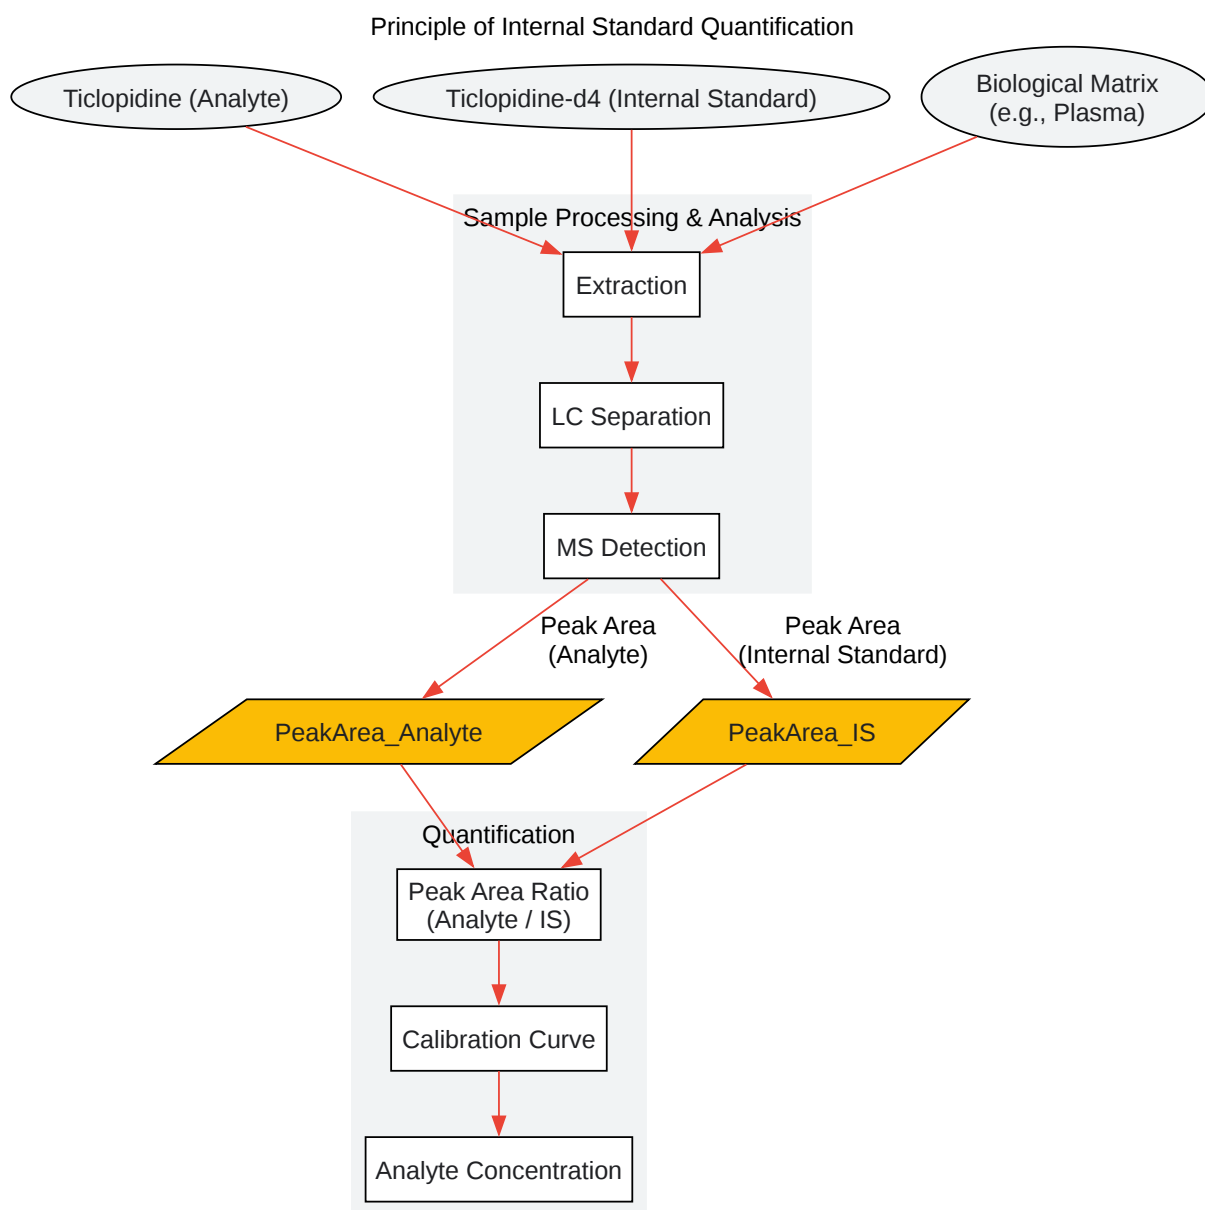 Principle of Internal Standard Quantification
Ticlopidine (Analyte)
Ticlopidine-d4 (Internal Standard)
Biological Matrix
(e.g., Plasma)
Sample Processing & Analysis
Extraction
LC Separation
MS Detection
Peak Area
(Analyte)
Peak Area
(Internal Standard)
PeakArea_Analyte
PeakArea_IS
Quantification
Peak Area Ratio
(Analyte / IS)
Calibration Curve
Analyte Concentration